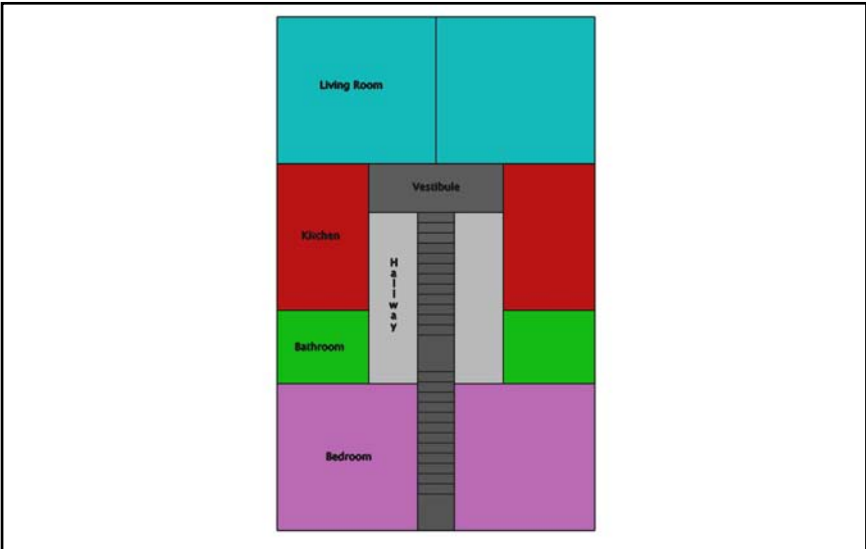 Living Room
Vestibule
Kitchen
Hallway
Bathroom
Bedroom